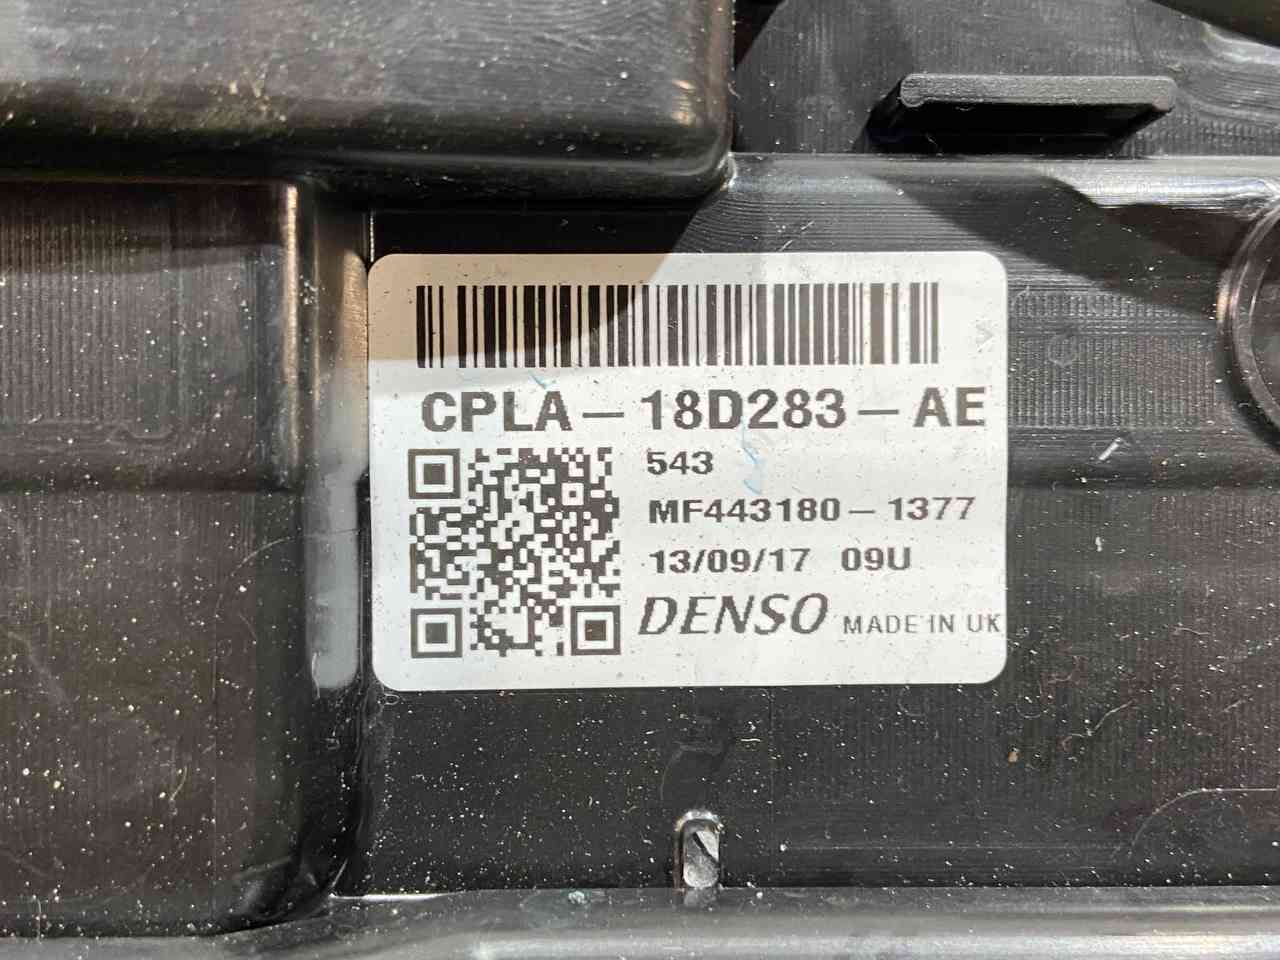 CPLA-18D283-AE
543
MF443180-1377
13/09/17 09U
DENSO MADE IN UK